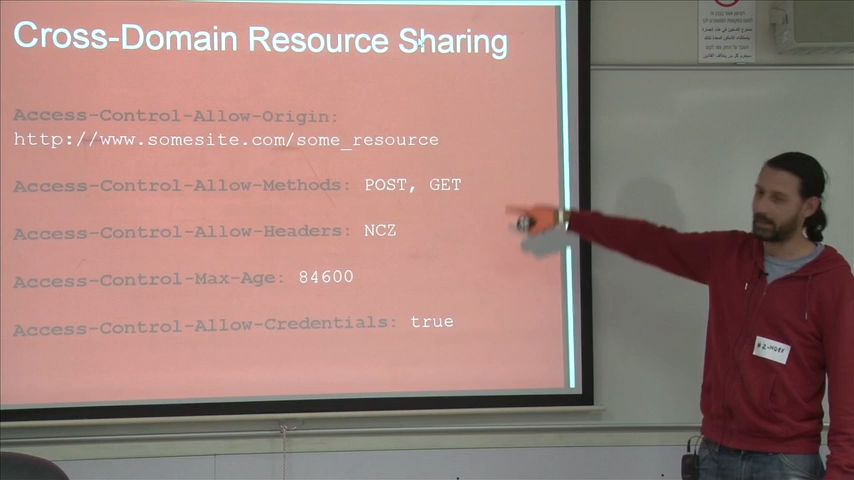 Cross-Domain Resource Sharing
Access-Control-Allow-Origin:
http://www.somesite.com/some_resource
Access-Control-Allow-Methods: POST, GET
Access-Control-Allow-Headers: NCZ
Access-Control-Max-Age: 84600
Access-Control-Allow-Credentials: true